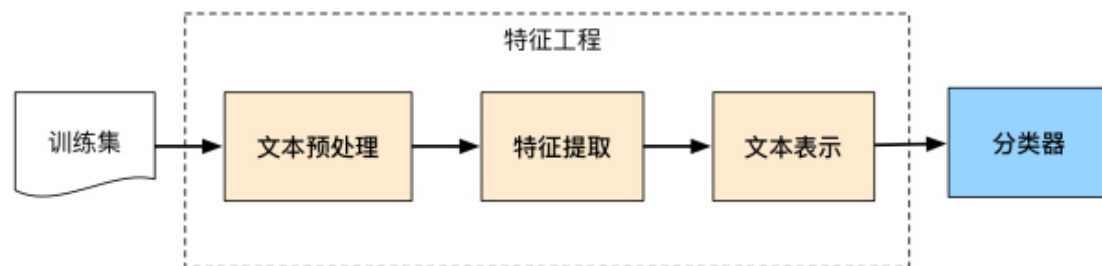 特征工程
训练集
文本预处理
特征提取
文本表示
分类器